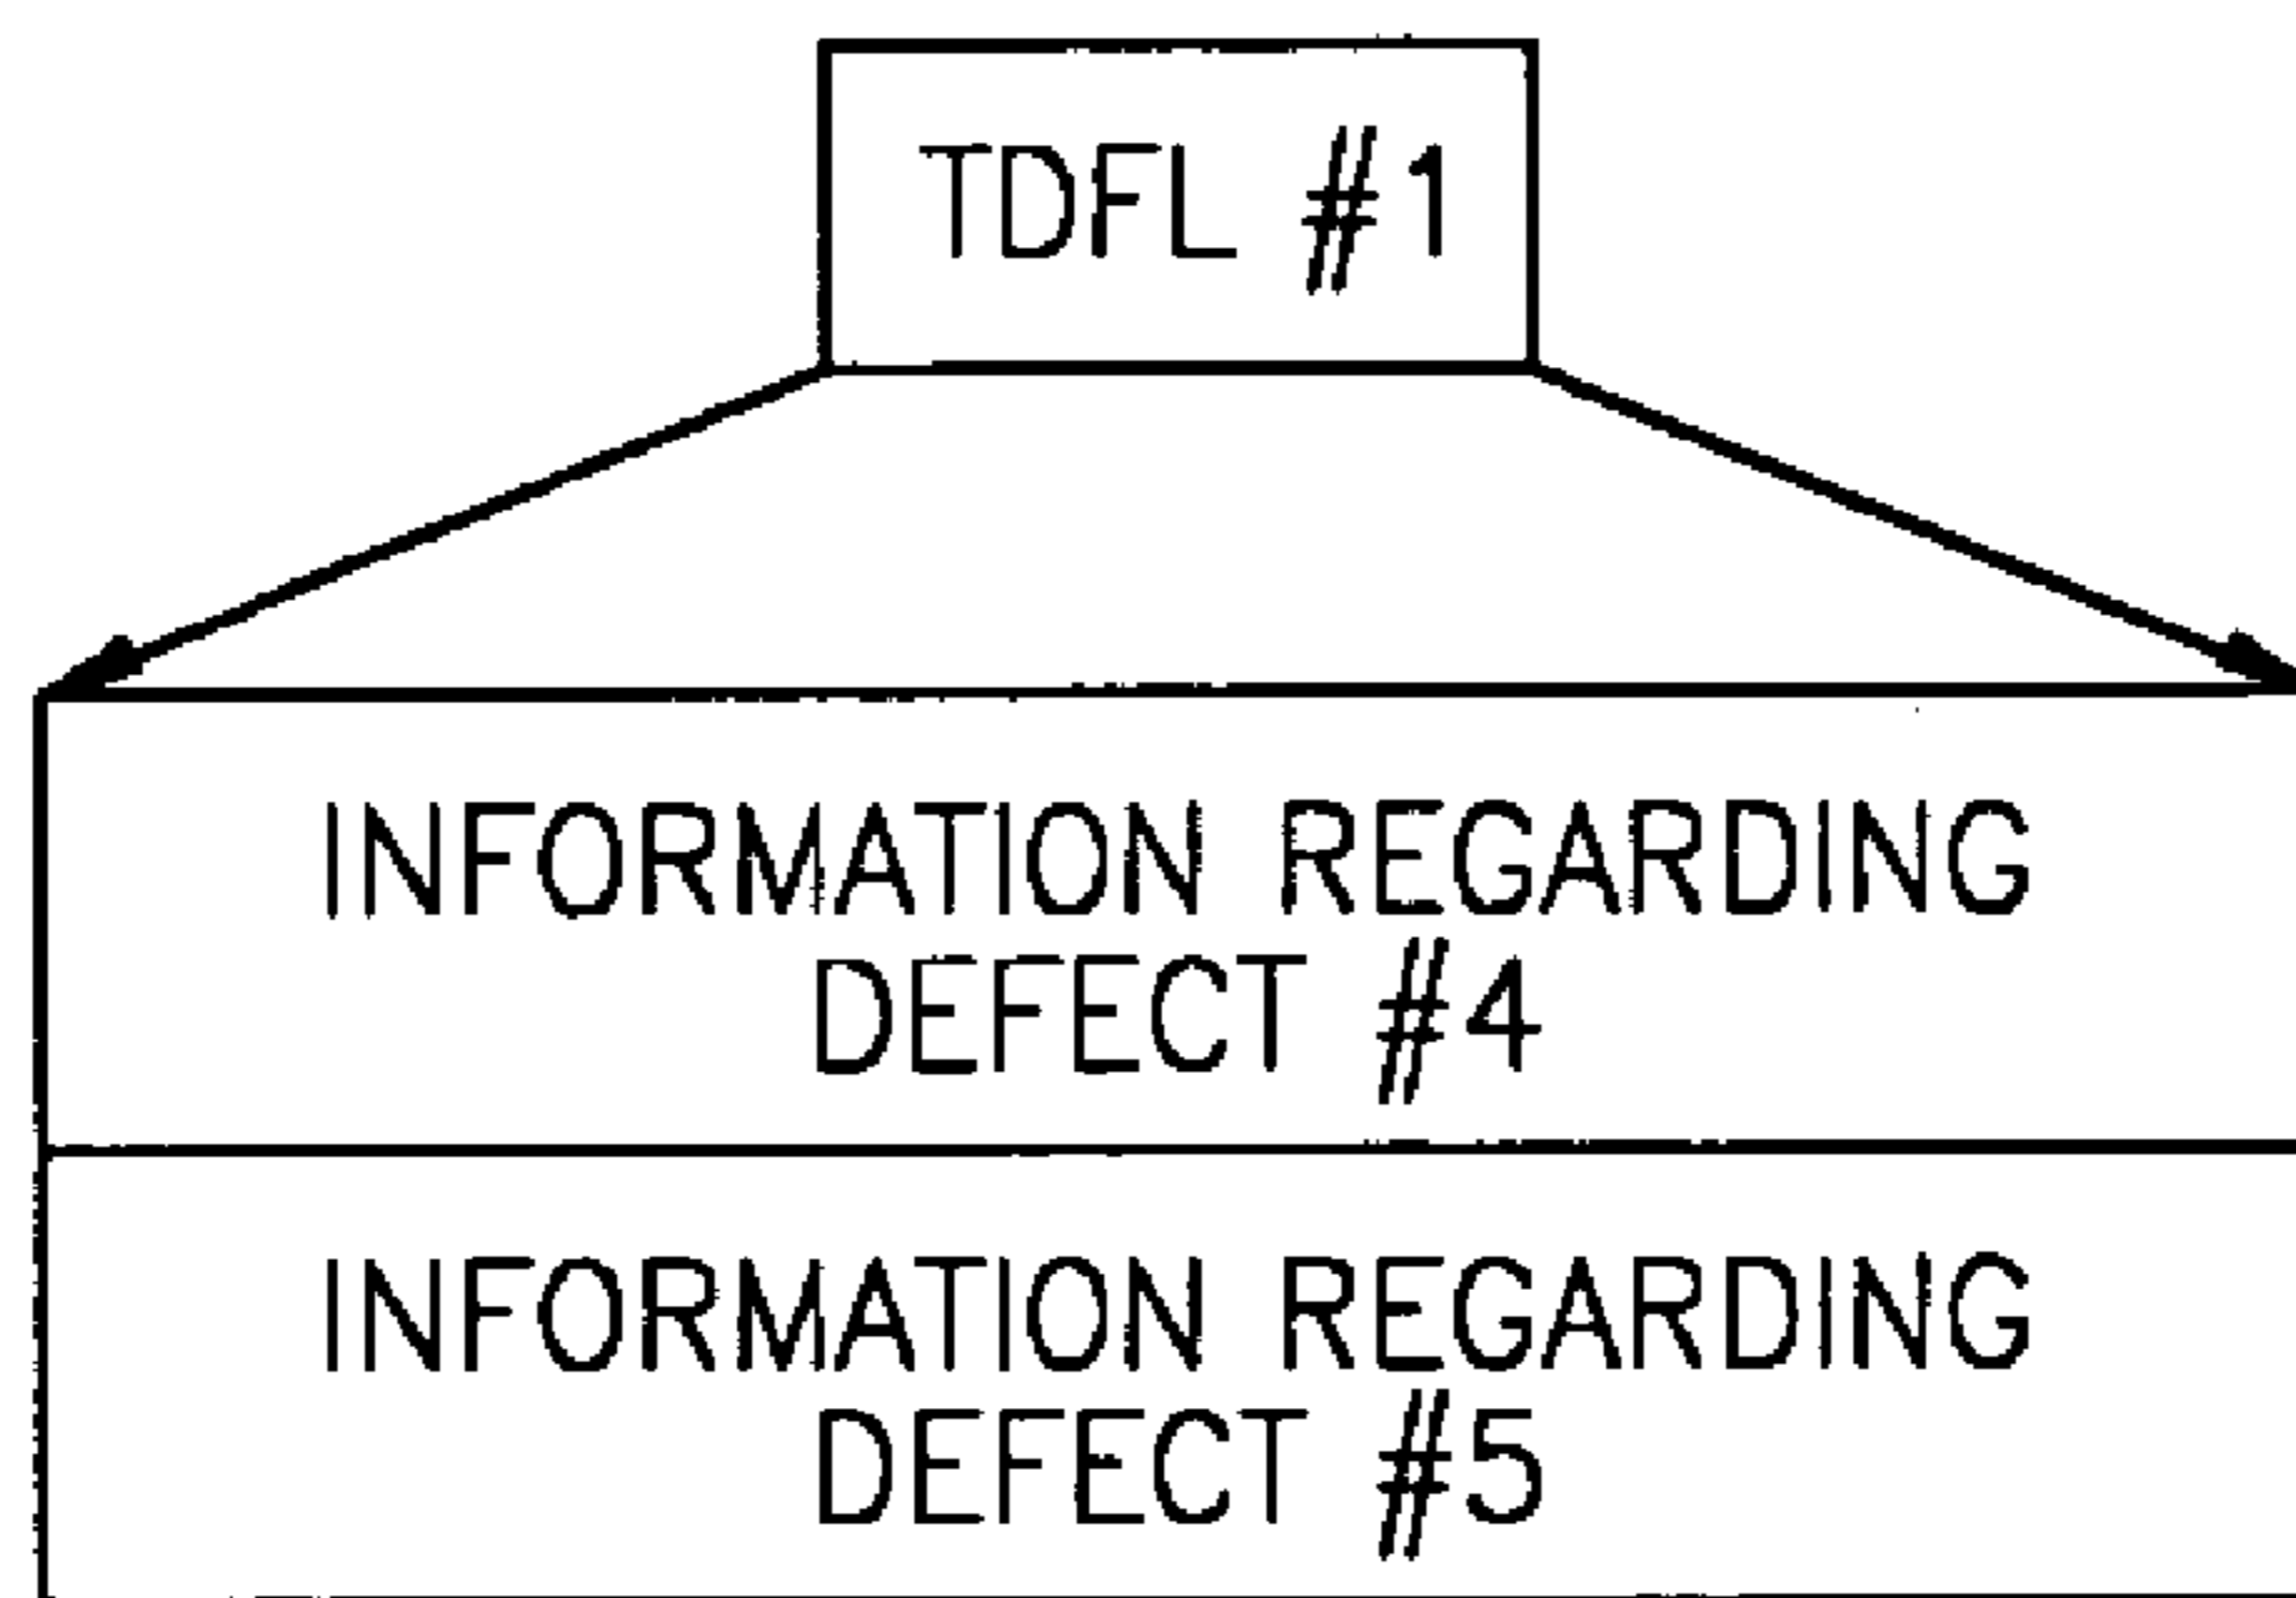 TDFL #1
INFORMATION REGARDING
DEFECT #4
INFORMATION REGARDING
DEFECT #5